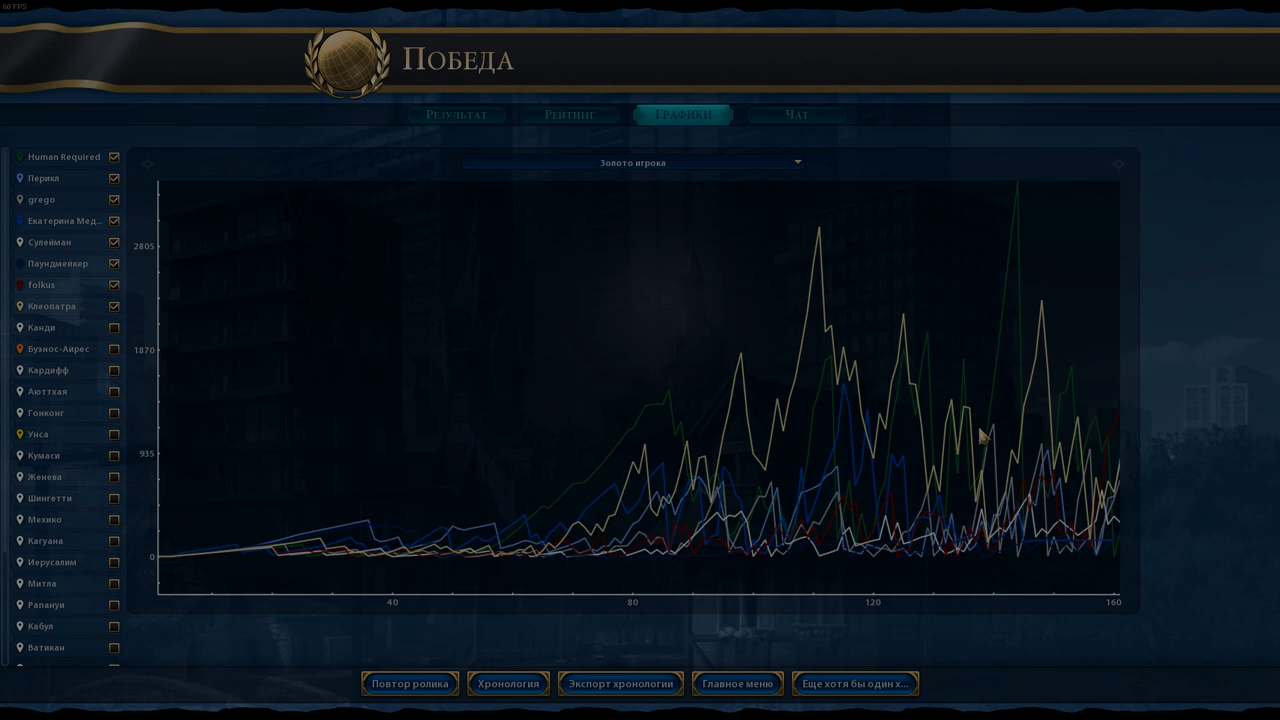 60 FPS
Победа
Результат
Рейтинг
Графики
Чат
Золото игрока
Human Required
Перикл
grego
Екатерина Мед...
Сулейман
Паундмейкер
folkus
Клеопатра
Канди
Буэнос-Айрес
Кардифф
Аюттхая
Гонконг
Унса
Кумаси
Женева
Шингетти
Мехико
Кагуана
Иерусалим
Митла
Рапануи
Кабул
Ватикан
2805
1870
935
0
40
80
120
160
Повтор ролика
Хронология
Экспорт хронологии
Главное меню
Еще хотя бы один х...